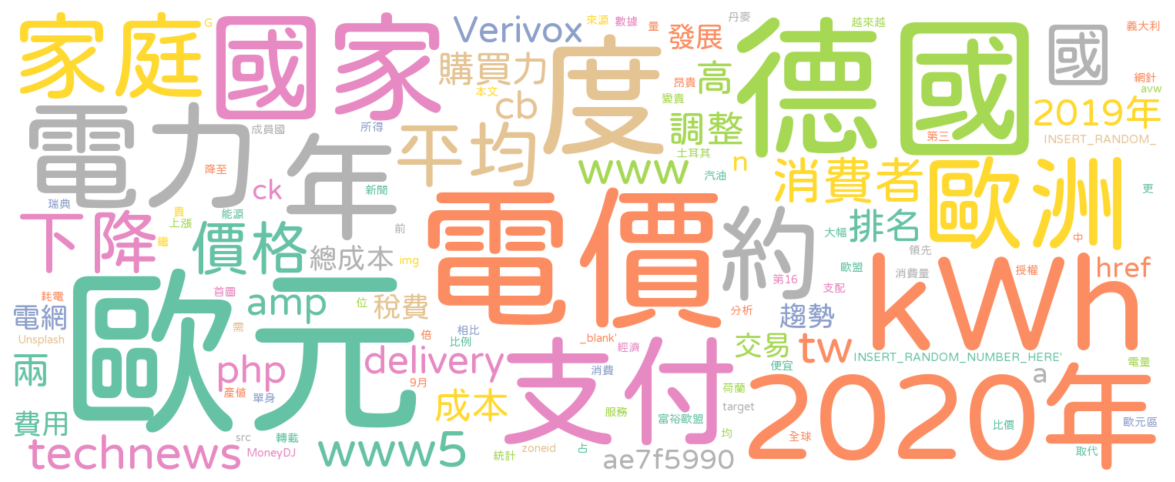 家庭
國家
Verivox
來源
數據
量
G
發展
丹麥
越來越
德國
國
義大利
購買力
度
昂貴
高
網針
avw
本文
變貴
2019年
電力
cb
成員國
所得
年
平均
調整
土耳其
第三
INSERT_RANDOM_
降至
www
n
汽油
消費者
歐洲
更
瑞典
ck
新聞
電價
約
下降
貴
上漲
能源
繼
價格
前
總成本
img
大幅
排名
領先
中
kWh
href
歐盟
消費量
授權
第16
支配
耗電
首圖
amp
位
稅費
歐元
電網
Unsplash
需
倍
相比
比例
分析
趨勢
_blank'
交易
tw
INSERT_RANDOM_NUMBER_HERE'
電量
兩
php
delivery
支付
經濟
消費
便宜
a
產値
單身
9月
成本
荷蘭
target
2020年
費用
服務
富裕歐盟
比價
歐元區
technews
src
轉載
MoneyDJ
www5
統計
zoneid
占
均
ae7f5990
全球
取代